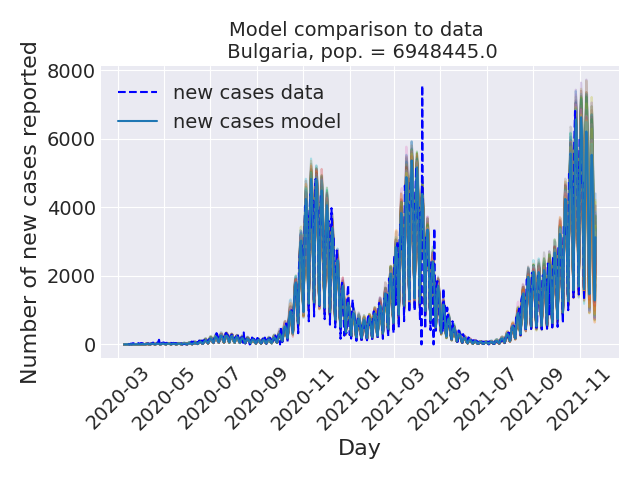 Model comparison to data
Bulgaria, pop. = 6948445.0
Number of new cases reported
8000
6000
4000
2000
0
new cases data
new cases model
2020-03
2020-05
2020-07
2020-09
2020-11
2021-01
2021-03
2021-05
2021-07
2021-09
2021-11
Day